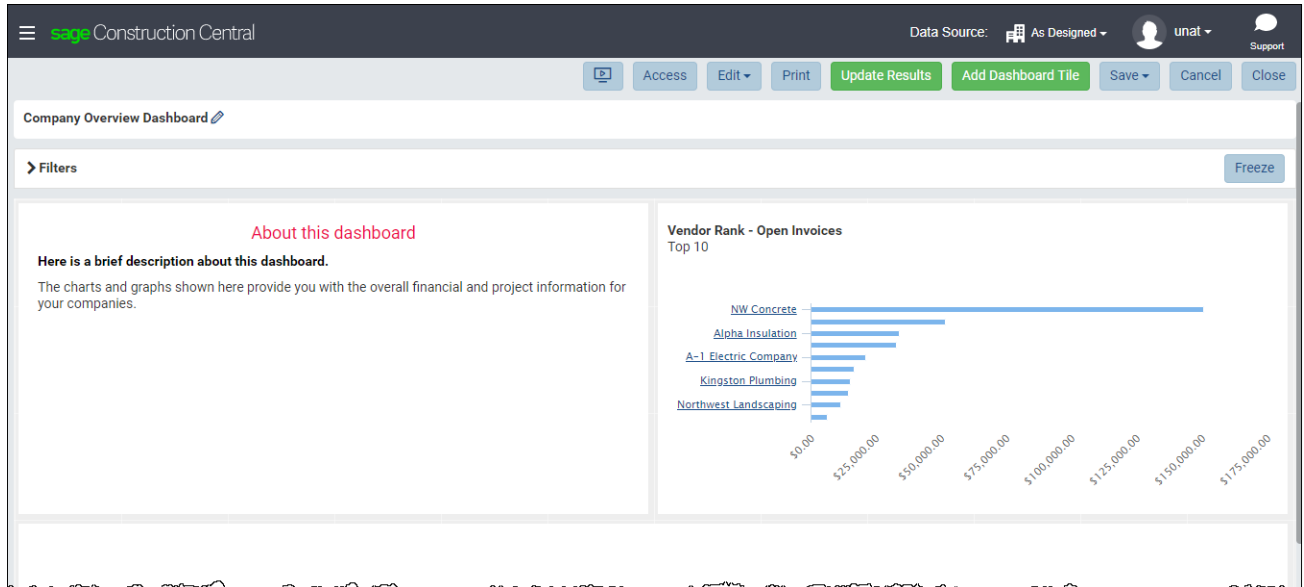 sage Construction Central
Data Source: As Designed unat Support
Access Edit Print Update Results Add Dashboard Tile Save Cancel Close
Company Overview Dashboard
Filters
Freeze
About this dashboard
Here is a brief description about this dashboard.
The charts and graphs shown here provide you with the overall financial and project information for
your companies.
Vendor Rank - Open Invoices
Top 10
NW Concrete
Alpha Insulation
A-1 Electric Company
Kingston Plumbing
Northwest Landscaping
$0.00 $25,000.00 $50,000.00 $75,000.00 $100,000.00 $125,000.00 $150,000.00 $175,000.00